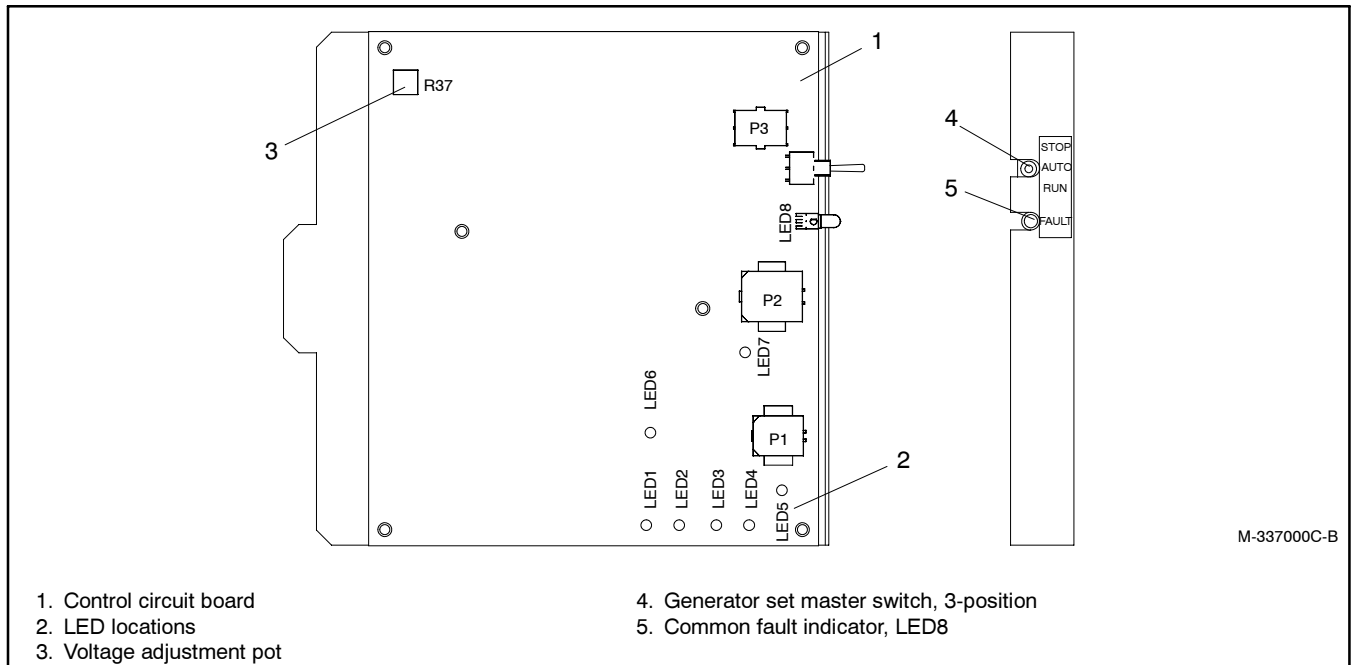 1
R37
3
P3
4
STOP
AUTO
RUN
5
FAULT
LED8
P2
LED7
LED6
P1
2
LED1
LED2
LED3
LED4
LED5
M-337000C-B
1. Control circuit board
2. LED locations
3. Voltage adjustment pot
4. Generator set master switch, 3-position
5. Common fault indicator, LED8